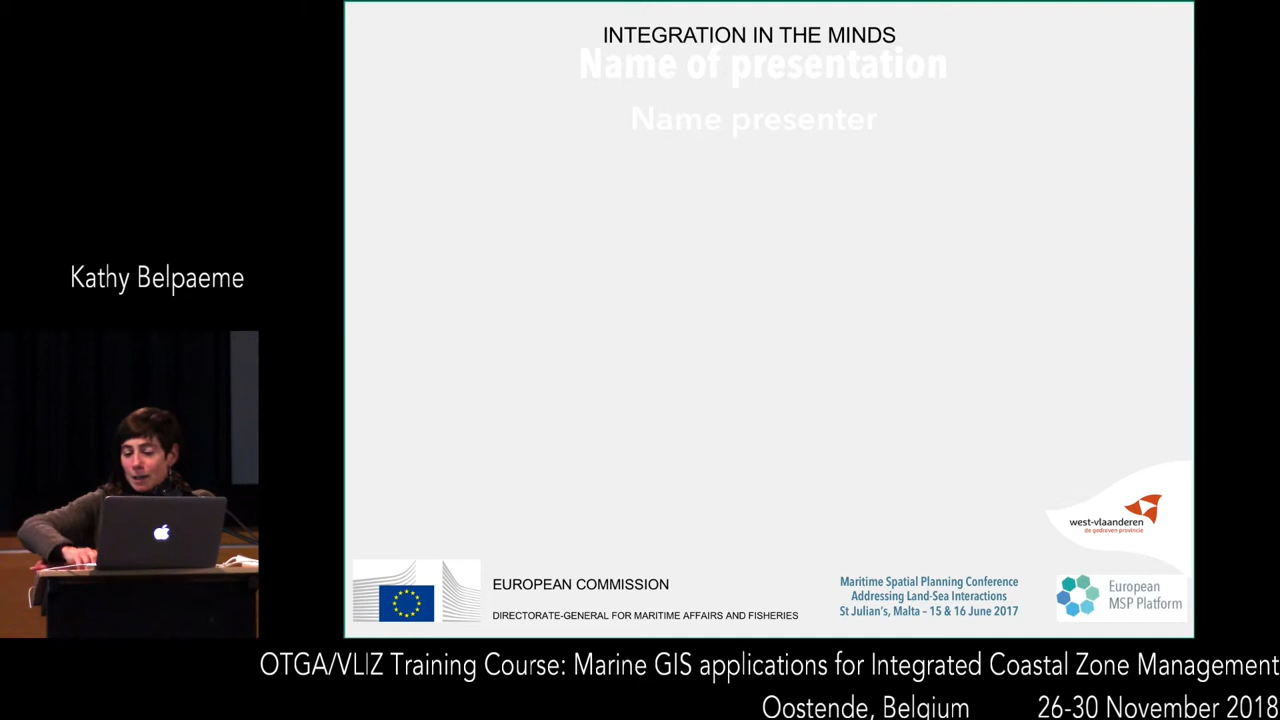 INTEGRATION IN THE MINDS
Name of presentation
Name presenter
Kathy Belpaeme
west-vlaanderen
de gedreven provincie
EUROPEAN COMMISSION
DIRECTORATE-GENERAL FOR MARITIME AFFAIRS AND FISHERIES
Maritime Spatial Planning Conference
Addressing Land-Sea Interactions
St Julian's, Malta – 15 & 16 June 2017
European
MSP Platform
OTGA/VLIZ Training Course: Marine GIS applications for Integrated Coastal Zone Management
Oostende, Belgium 26-30 November 2018